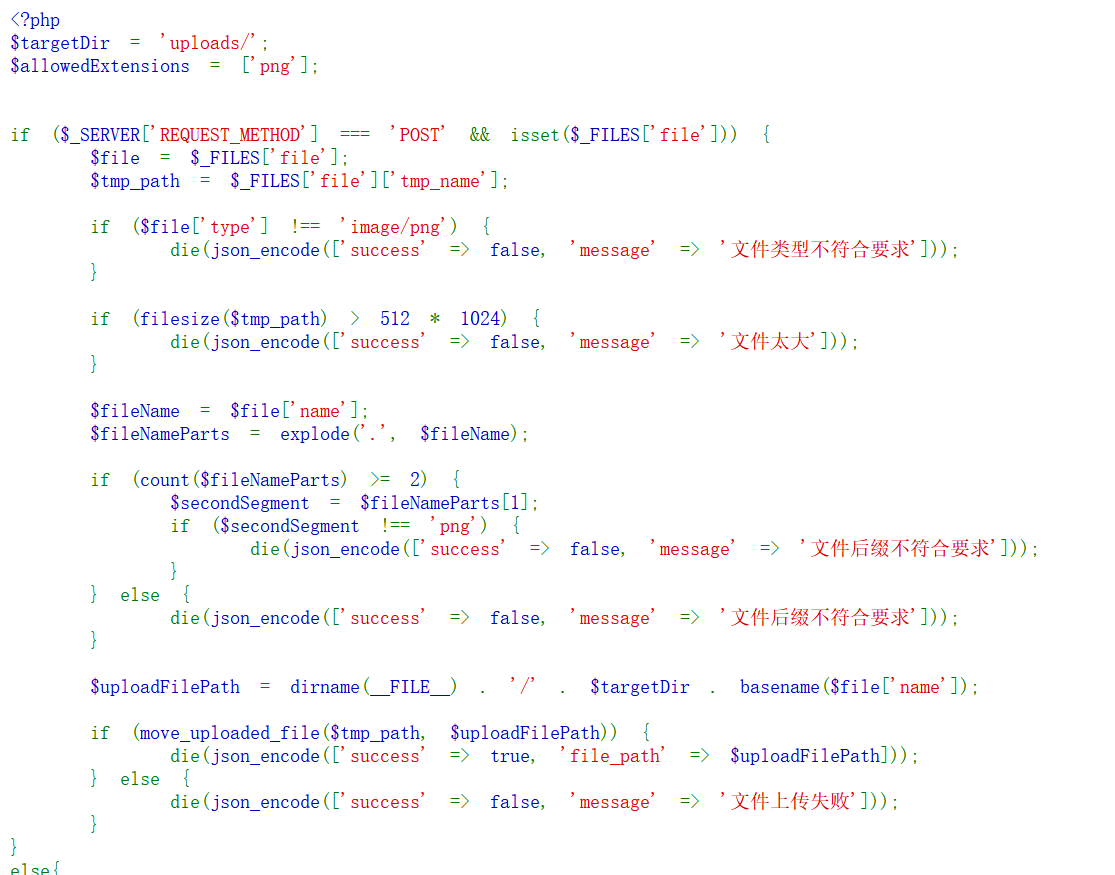 <?php
$targetDir = 'uploads/';
$allowedExtensions = ['png'];
if ($_SERVER['REQUEST_METHOD'] === 'POST' && isset($_FILES['file'])) {
$file = $_FILES['file'];
$tmp_path = $_FILES['file']['tmp_name'];
if ($file['type'] !== 'image/png') {
die(json_encode(['success' => false, 'message' => '文件类型不符合要求']));
}
if (filesize($tmp_path) > 512 * 1024) {
die(json_encode(['success' => false, 'message' => '文件太大']));
}
$fileName = $file['name'];
$fileNameParts = explode('.', $fileName);
if (count($fileNameParts) >= 2) {
$secondSegment = $fileNameParts[1];
if ($secondSegment !== 'png') {
die(json_encode(['success' => false, 'message' => '文件后缀不符合要求']));
}
} else {
die(json_encode(['success' => false, 'message' => '文件后缀不符合要求']));
}
$uploadFilePath = dirname(__FILE__) . '/' . $targetDir . basename($file['name']);
if (move_uploaded_file($tmp_path, $uploadFilePath)) {
die(json_encode(['success' => true, 'file_path' => $uploadFilePath]));
} else {
die(json_encode(['success' => false, 'message' => '文件上传失败']));
}
}
else{